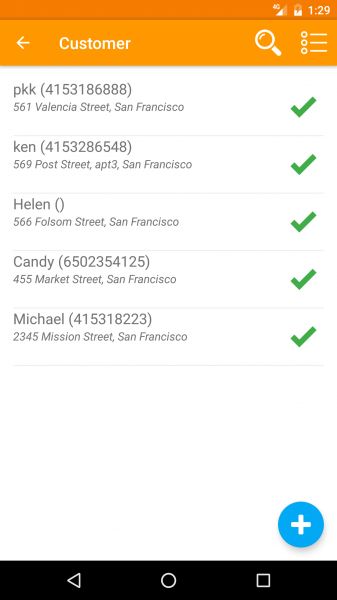 4G 1:29
Customer
pkk (4153186888)
561 Valencia Street, San Francisco
ken (4153286548)
569 Post Street, apt3, San Francisco
Helen ()
566 Folsom Street, San Francisco
Candy (6502354125)
455 Market Street, San Francisco
Michael (415318223)
2345 Mission Street, San Francisco